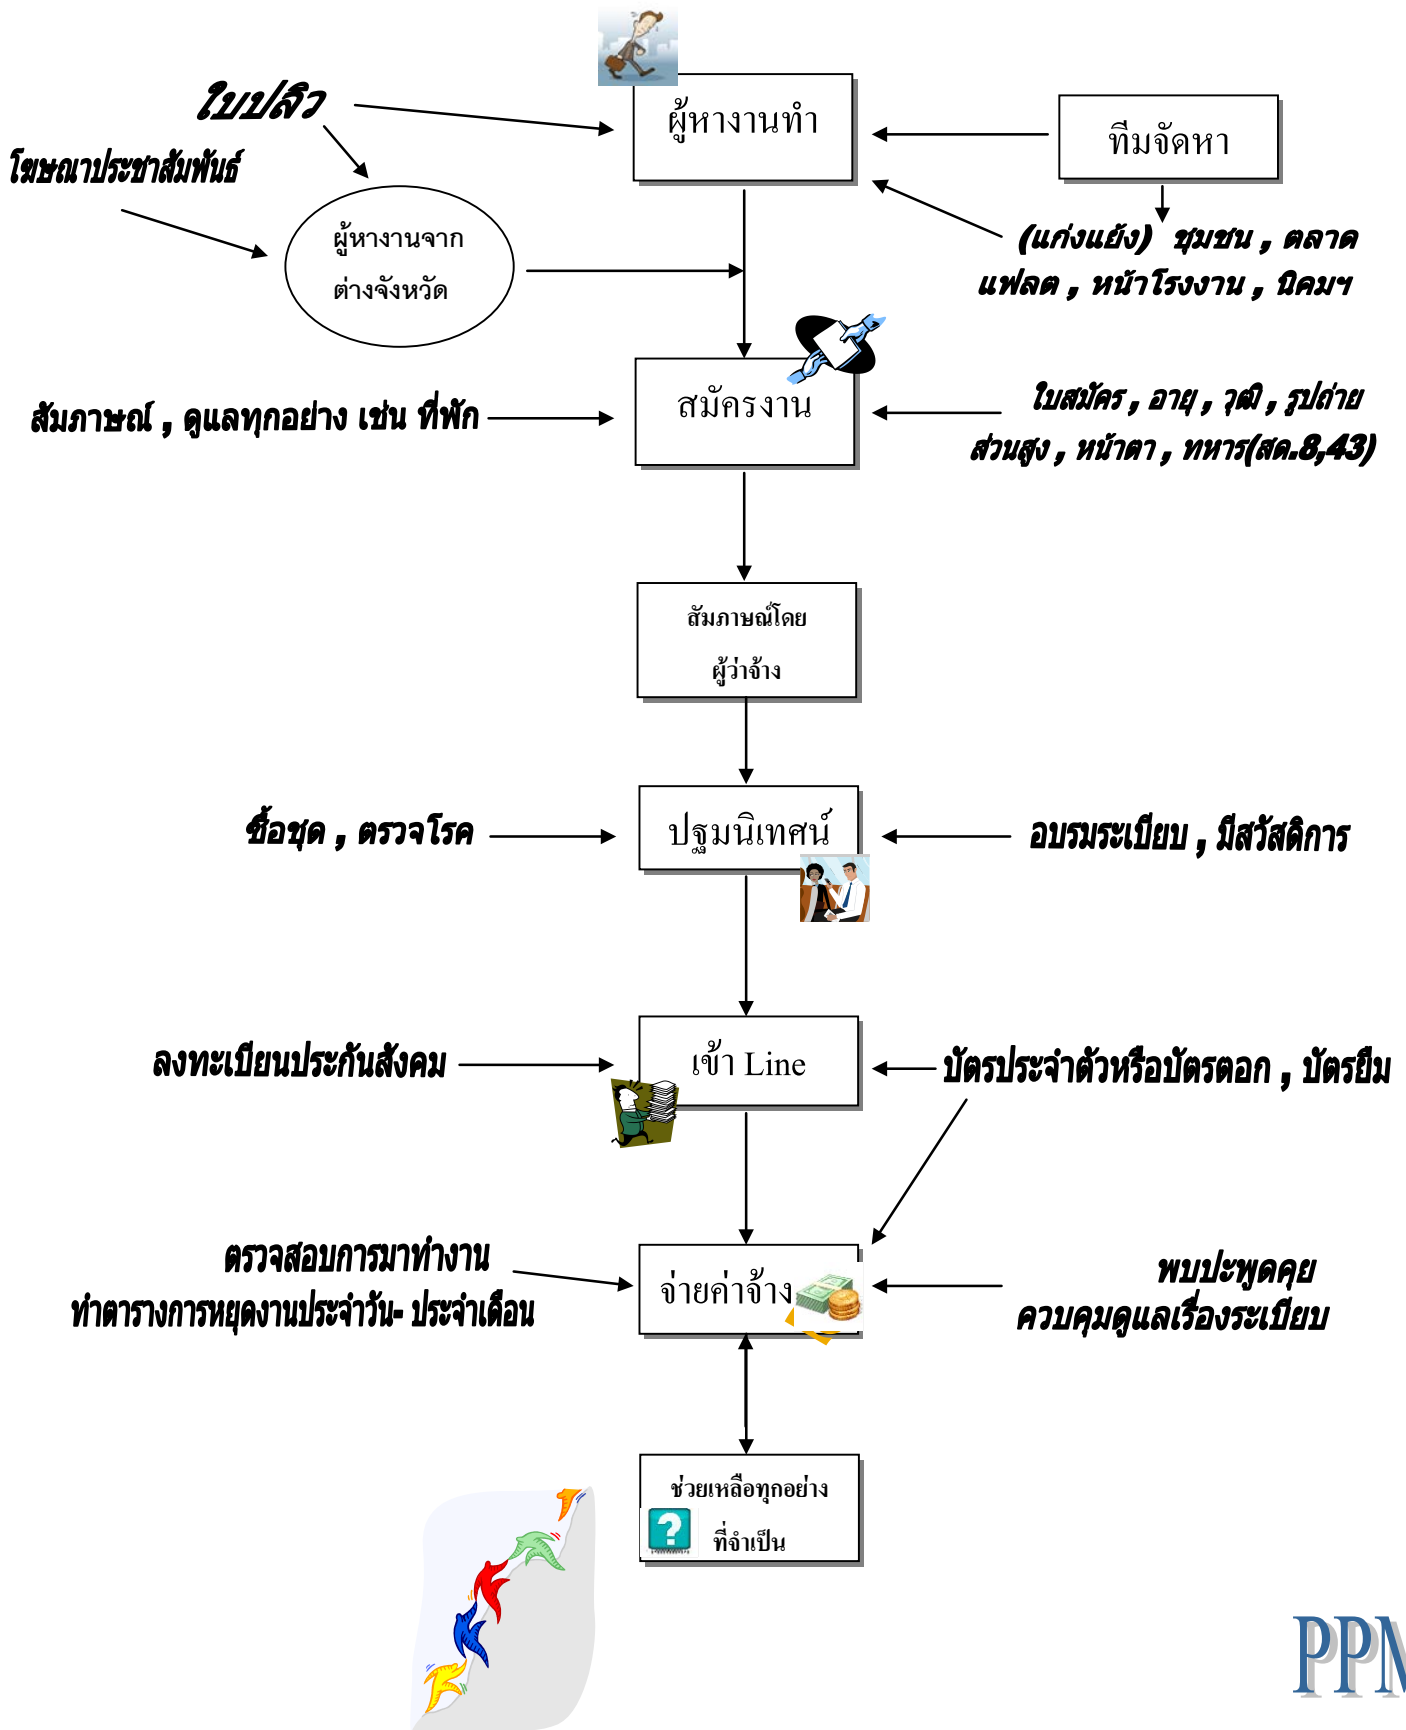 ใบปลิว
ผู้หางานทำ
ทีมจัดหา
โฆษณาประชาสัมพันธ์
ผู้หางานจาก
ต่างจังหวัด
(แก่งแย้ง) ชุมชน , ตลาด
แฟลต , หน้าโรงงาน , นิคมฯ
สมัครงาน
สัมภาษณ์ , ดูแลทุกอย่าง เช่น ที่พัก
ใบสมัคร , อายุ , วุฒิ , รูปถ่าย
ส่วนสูง , หน้าตา , ทหาร(สด.8,43)
สัมภาษณ์โดย
ผู้ว่าจ้าง
ซื้อชุด , ตรวจโรค
ปฐมนิเทศน์
อบรมระเบียบ , มีสวัสดิการ
ลงทะเบียนประกันสังคม
เข้า Line
บัตรประจำตัวหรือบัตรตอก , บัตรยืม
ตรวจสอบการมาทำงาน
ทำตารางการหยุดงานประจำวัน- ประจำเดือน
จ่ายค่าจ้าง
พบปะพูดคุย
ควบคุมดูแลเรื่องระเบียบ
ช่วยเหลือทุกอย่าง
ที่จำเป็น
?
PPM